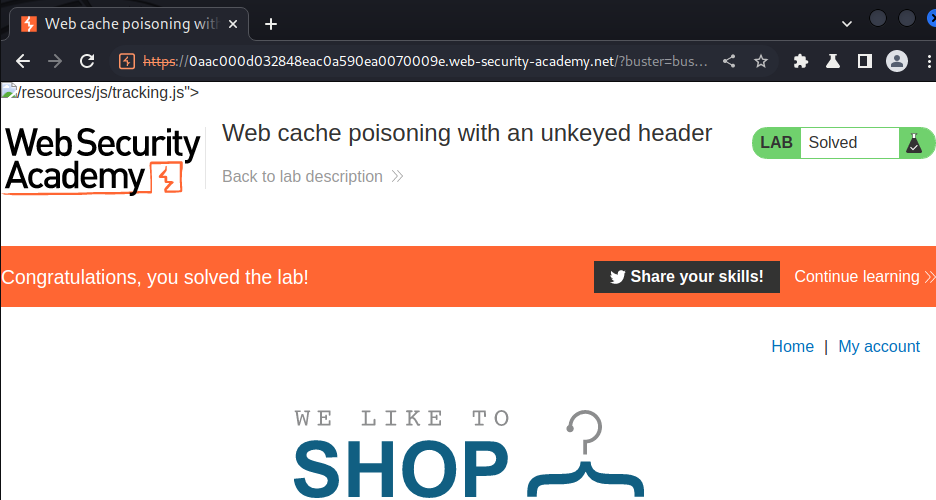 Web cache poisoning with
https://0aac000d032848eac0a590ea0070009e.web-security-academy.net/?buster=bus...
/resources/js/tracking.js">
Web Security
Academy
Web cache poisoning with an unkeyed header
Back to lab description
LAB Solved
Congratulations, you solved the lab!
Share your skills!
Continue learning
Home | My account
WE LIKE TO
SHOP